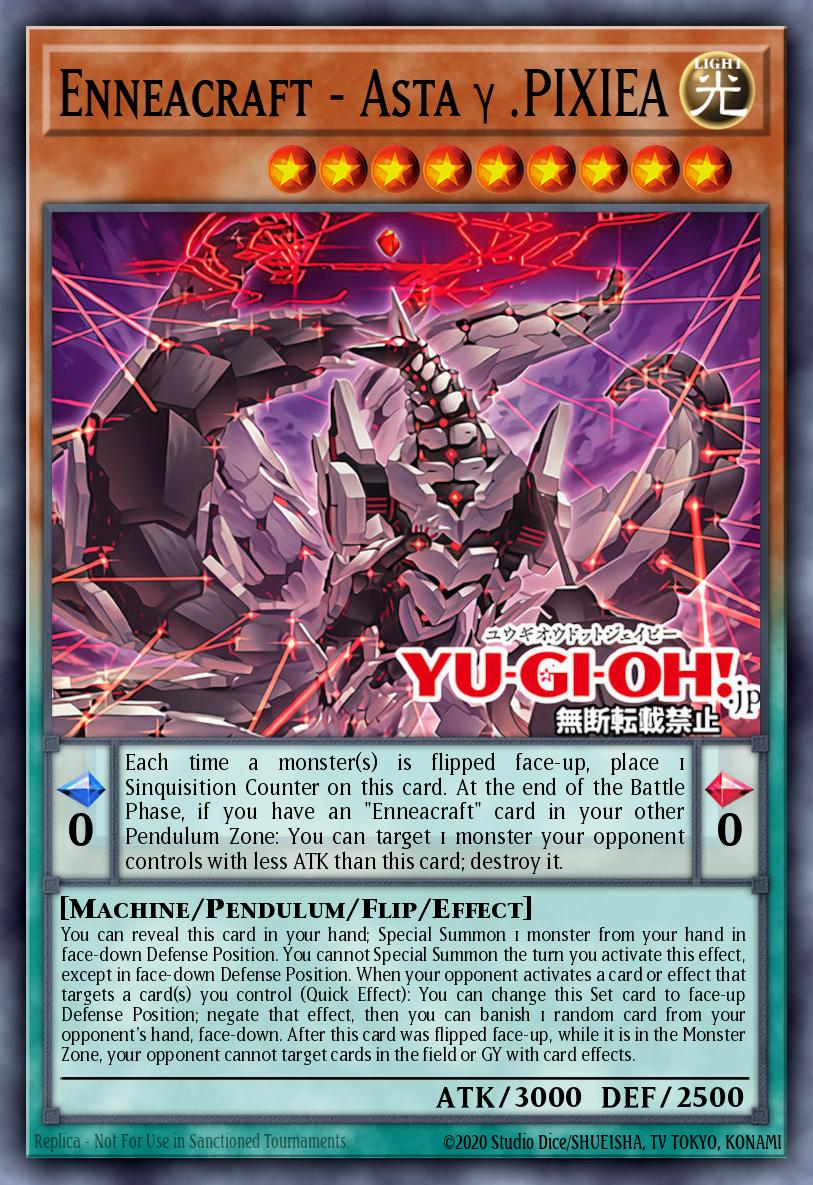 Enneacraft - Asta γ .PIXIEA
LIGHT
光
ユウギオウドットジェイピー
YU-GI-OH!.jp
無断転載禁止
Each time a monster(s) is flipped face-up, place 1
Sinquisition Counter on this card. At the end of the Battle
Phase, if you have an "Enneacraft" card in your other
Pendulum Zone: You can target 1 monster your opponent
controls with less ATK than this card; destroy it.
0
0
[Machine/Pendulum/Flip/Effect]
You can reveal this card in your hand; Special Summon 1 monster from your hand in
face-down Defense Position. You cannot Special Summon the turn you activate this effect,
except in face-down Defense Position. When your opponent activates a card or effect that
targets a card(s) you control (Quick Effect): You can change this Set card to face-up
Defense Position; negate that effect, then you can banish 1 random card from your
opponent's hand, face-down. After this card was flipped face-up, while it is in the Monster
Zone, your opponent cannot target cards in the field or GY with card effects.
ATK/3000 DEF/2500
Replica - Not For Use in Sanctioned Tournaments.
©2020 Studio Dice/SHUEISHA, TV TOKYO, KONAMI